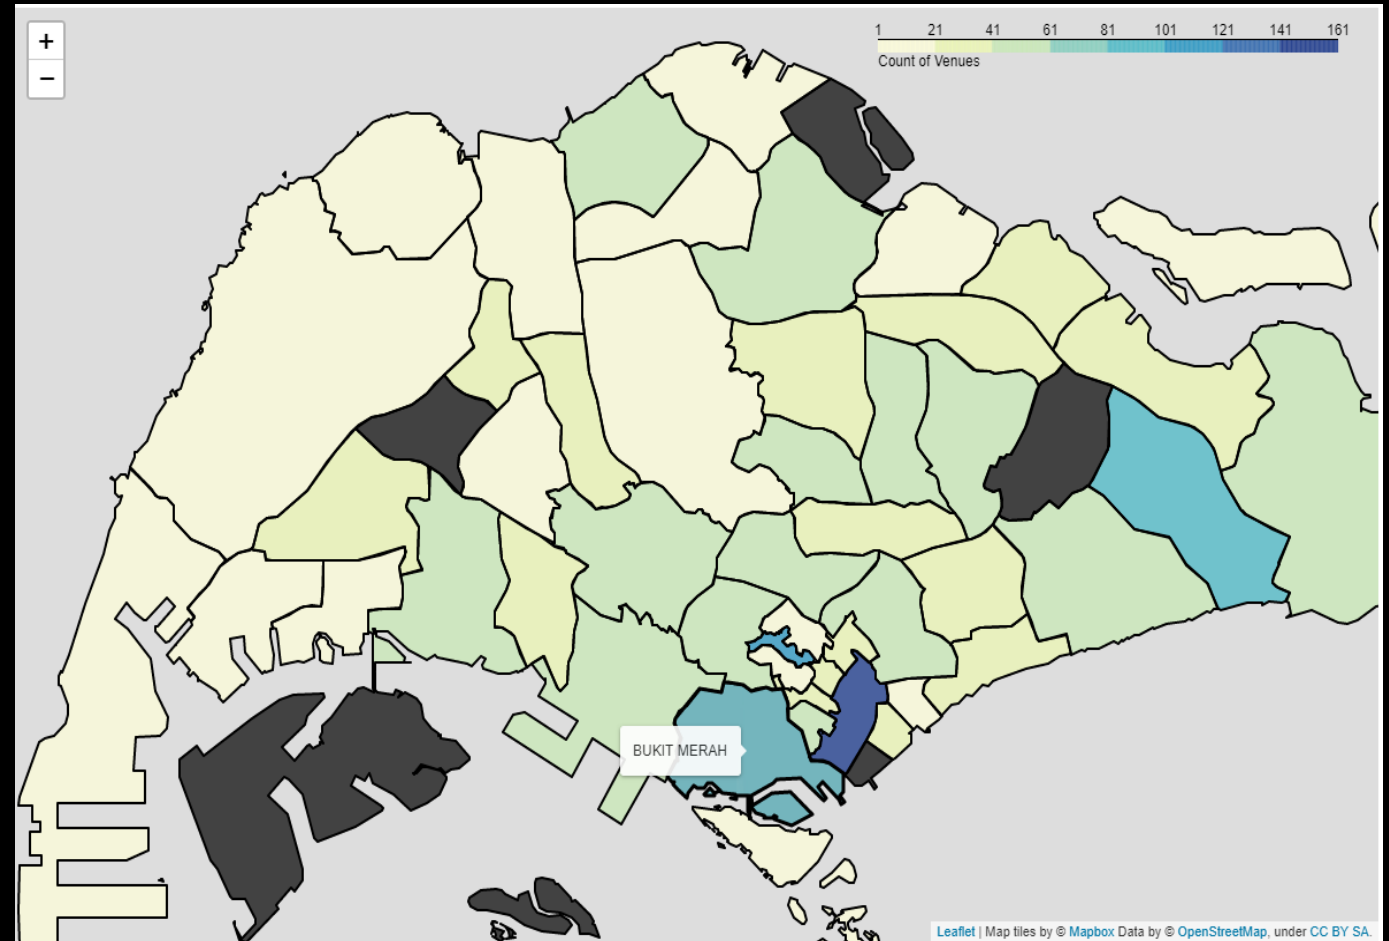 +
−
1 21 41 61 81 101 121 141 161
Count of Venues
BUKIT MERAH
Leaflet | Map tiles by © Mapbox Data by © OpenStreetMap, under CC BY SA.